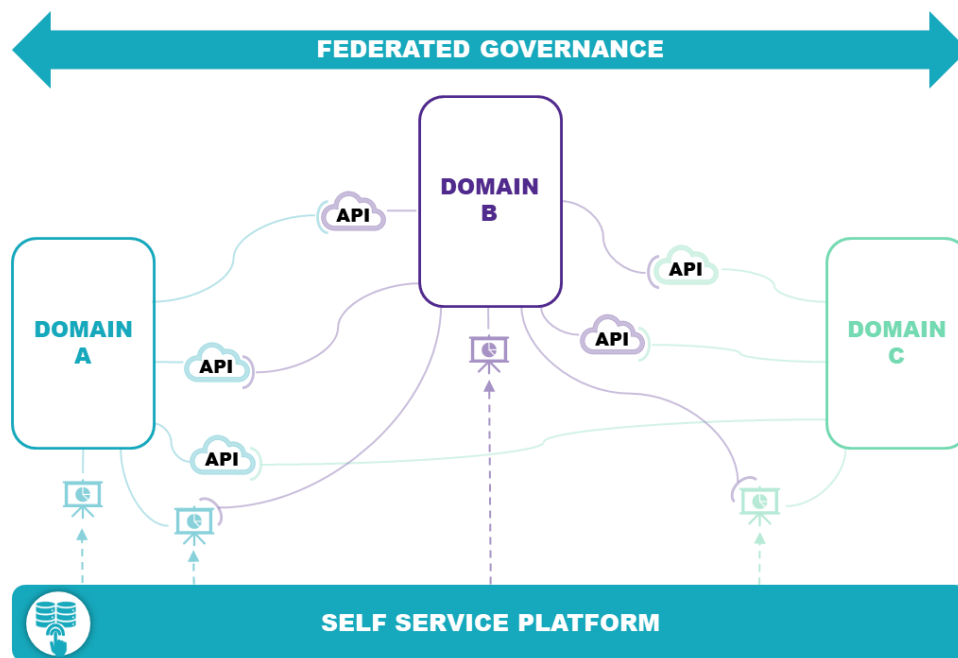 FEDERATED GOVERNANCE
DOMAIN
B
API
API
DOMAIN
A
DOMAIN
C
API
API
API
SELF SERVICE PLATFORM